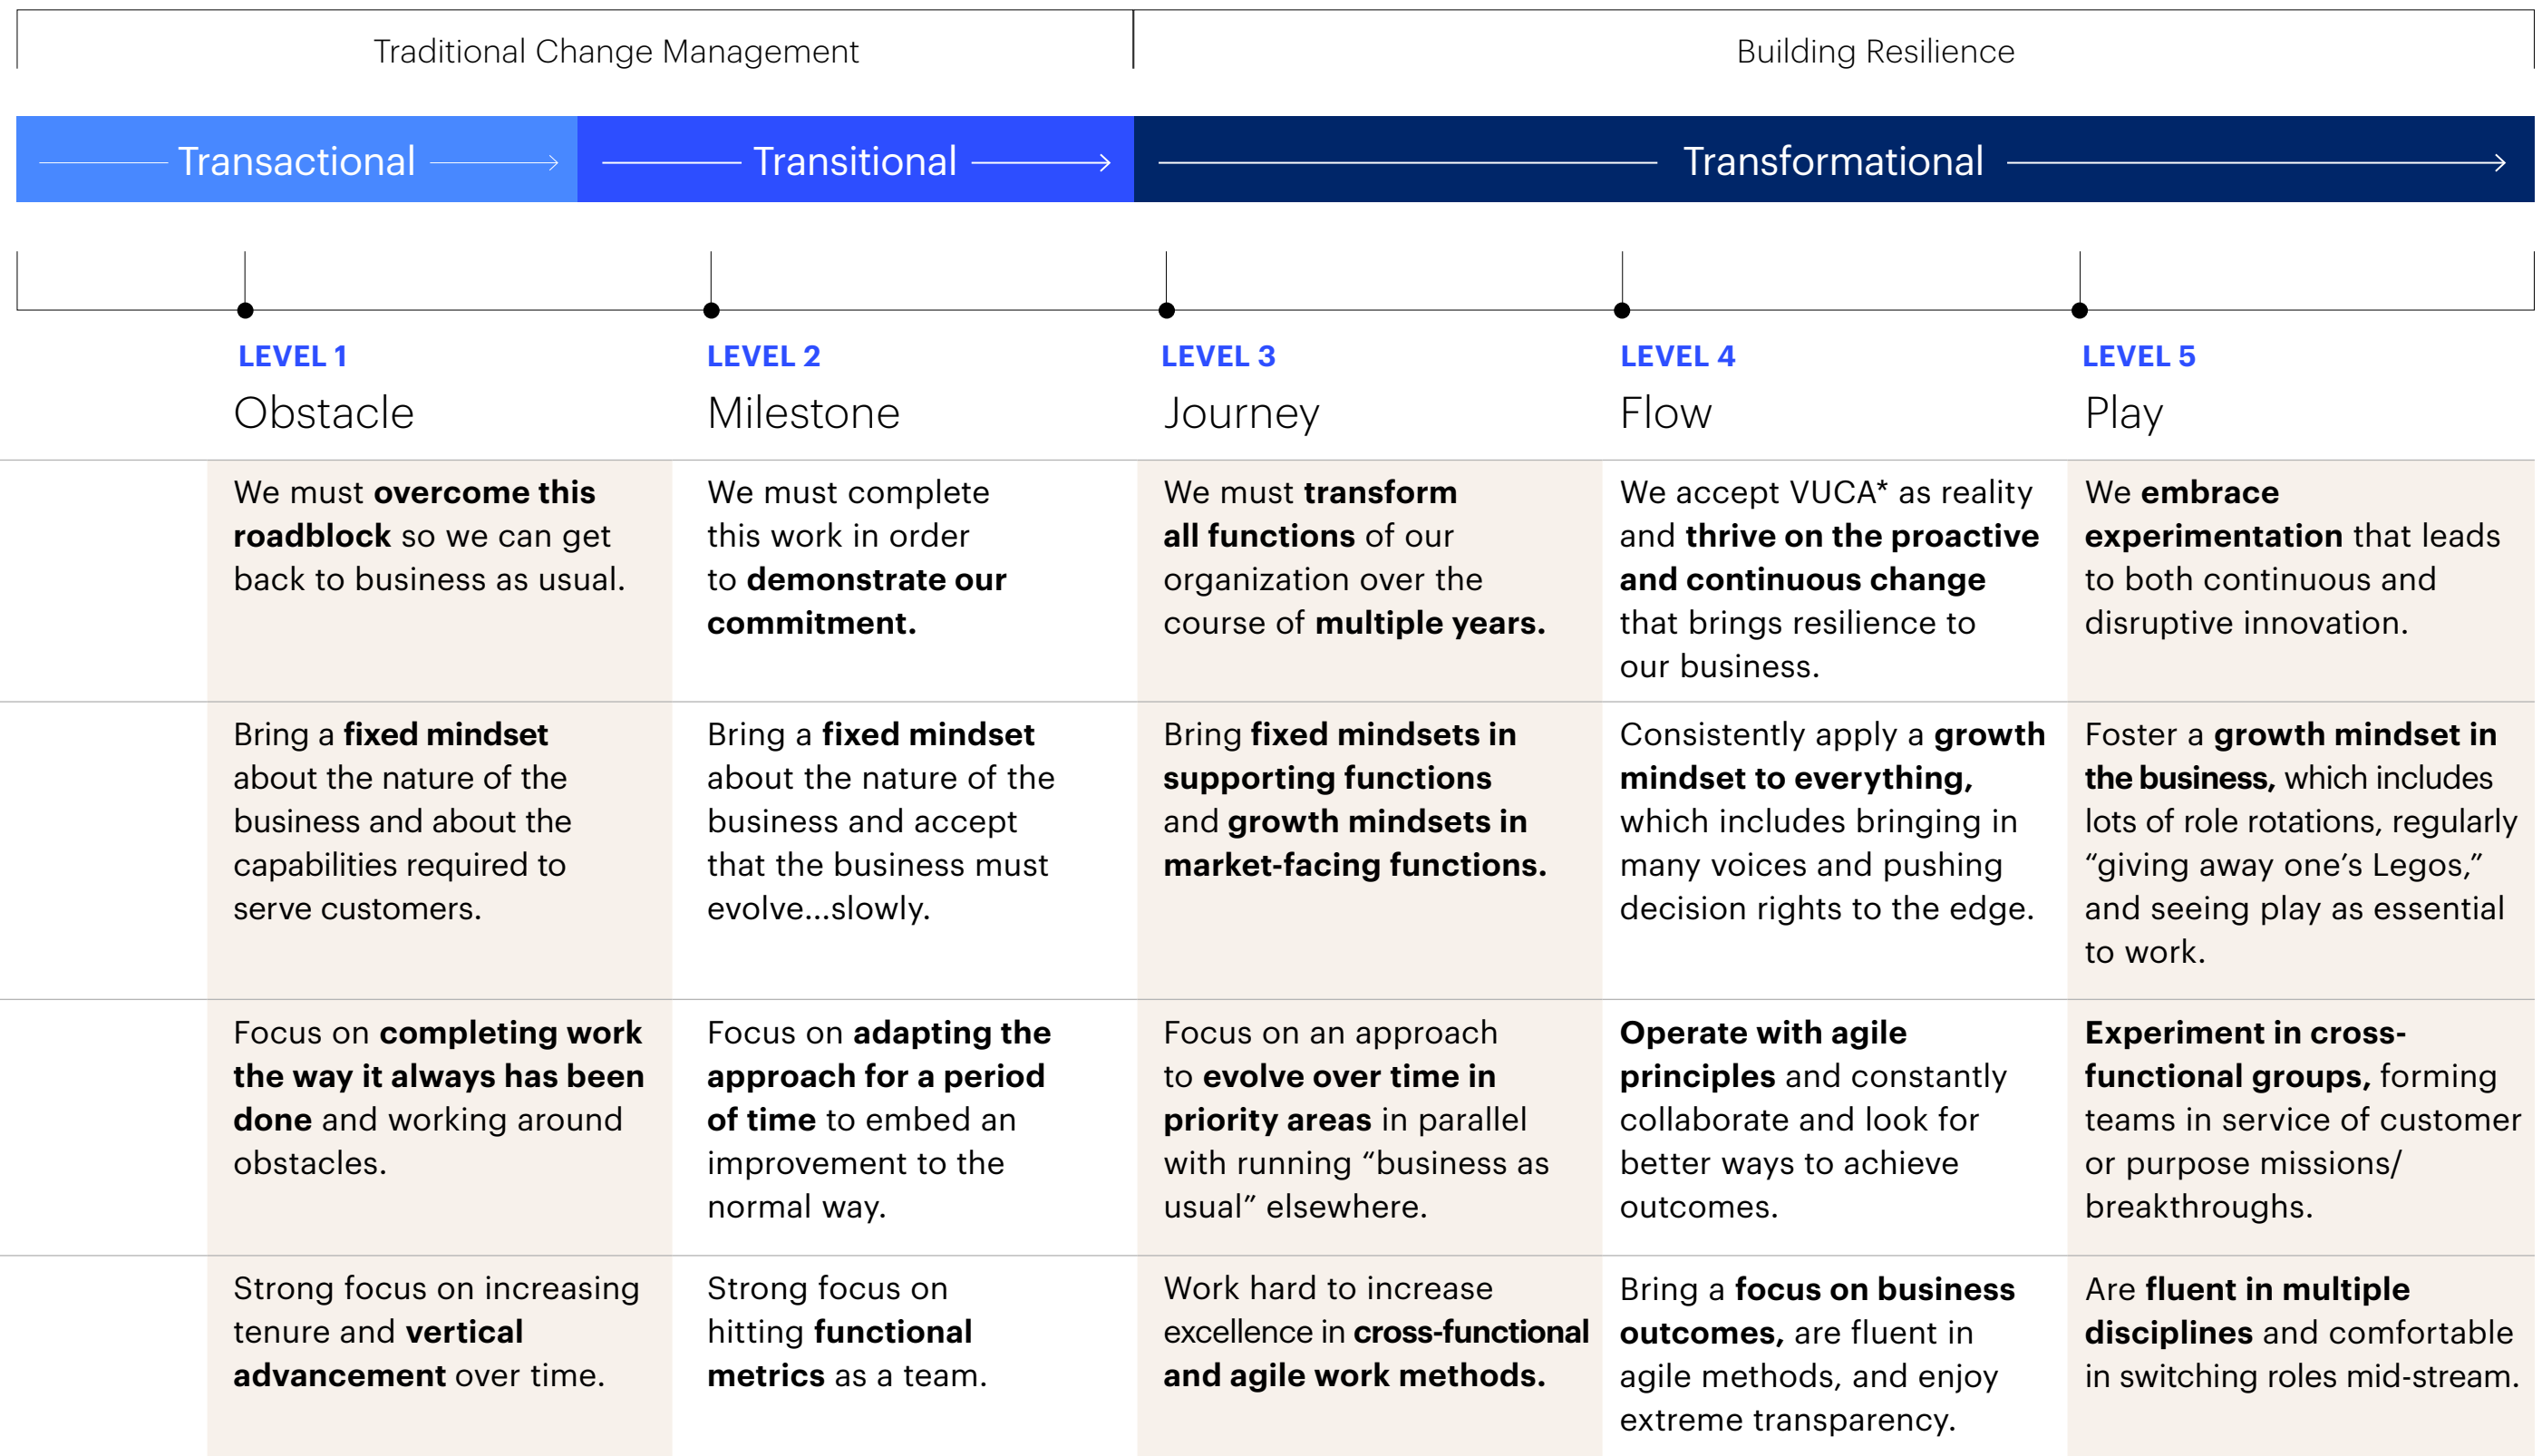 Traditional Change Management
Building Resilience
Transactional
Transitional
Transformational
LEVEL 1
Obstacle
LEVEL 2
Milestone
LEVEL 3
Journey
LEVEL 4
Flow
LEVEL 5
Play
We must overcome this
roadblock so we can get
back to business as usual.
We must complete
this work in order
to demonstrate our
commitment.
We must transform
all functions of our
organization over the
course of multiple years.
We accept VUCA* as reality
and thrive on the proactive
and continuous change
that brings resilience to
our business.
We embrace
experimentation that leads
to both continuous and
disruptive innovation.
Bring a fixed mindset
about the nature of the
business and about the
capabilities required to
serve customers.
Bring a fixed mindset
about the nature of the
business and accept
that the business must
evolve...slowly.
Bring fixed mindsets in
supporting functions
and growth mindsets in
market-facing functions.
Consistently apply a growth
mindset to everything,
which includes bringing in
many voices and pushing
decision rights to the edge.
Foster a growth mindset in
the business, which includes
lots of role rotations, regularly
“giving away one’s Legos,”
and seeing play as essential
to work.
Focus on completing work
the way it always has been
done and working around
obstacles.
Focus on adapting the
approach for a period
of time to embed an
improvement to the
normal way.
Focus on an approach
to evolve over time in
priority areas in parallel
with running “business as
usual” elsewhere.
Operate with agile
principles and constantly
collaborate and look for
better ways to achieve
outcomes.
Experiment in cross-
functional groups, forming
teams in service of customer
or purpose missions/
breakthroughs.
Strong focus on increasing
tenure and vertical
advancement over time.
Strong focus on
hitting functional
metrics as a team.
Work hard to increase
excellence in cross-functional
and agile work methods.
Bring a focus on business
outcomes, are fluent in
agile methods, and enjoy
extreme transparency.
Are fluent in multiple
disciplines and comfortable
in switching roles mid-stream.